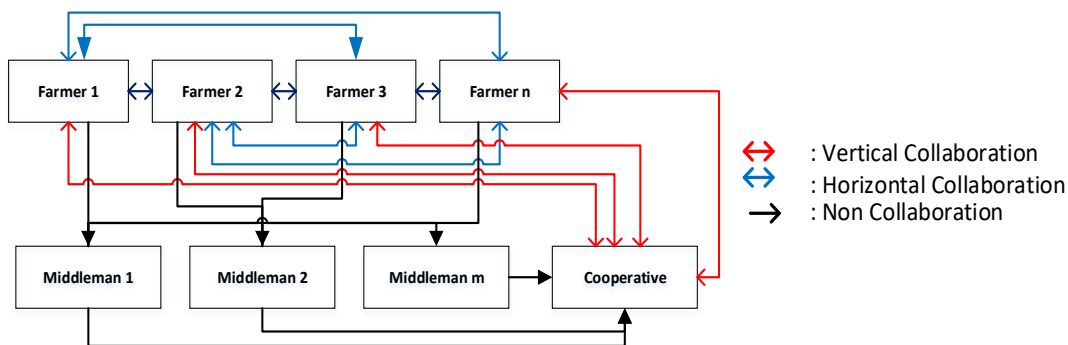 Farmer 1
Farmer 2
Farmer 3
Farmer n
: Vertical Collaboration
: Horizontal Collaboration
: Non Collaboration
Middleman 1
Middleman 2
Middleman m
Cooperative